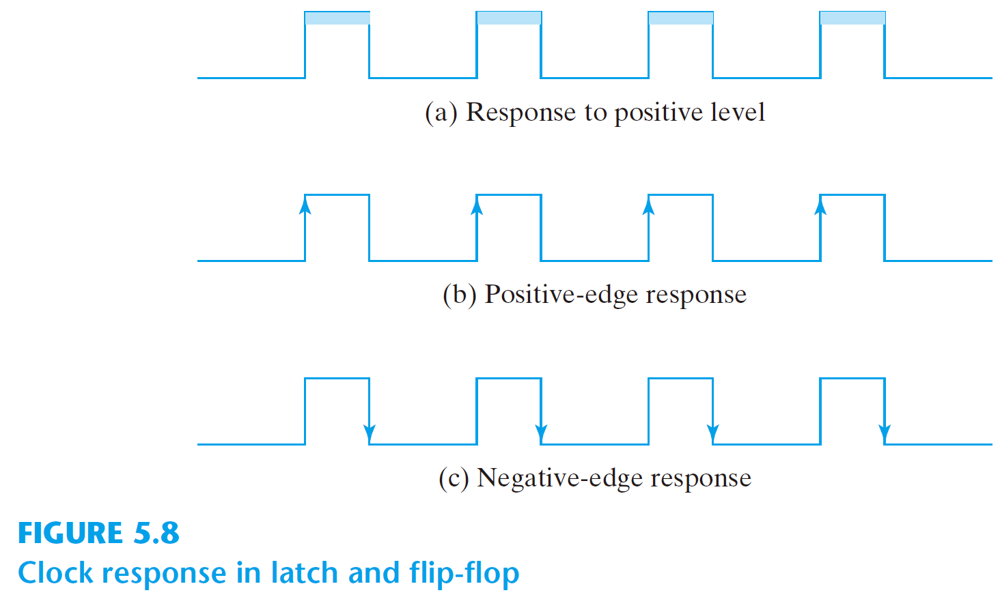 (a) Response to positive level
(b) Positive-edge response
(c) Negative-edge response
FIGURE 5.8
Clock response in latch and flip-flop